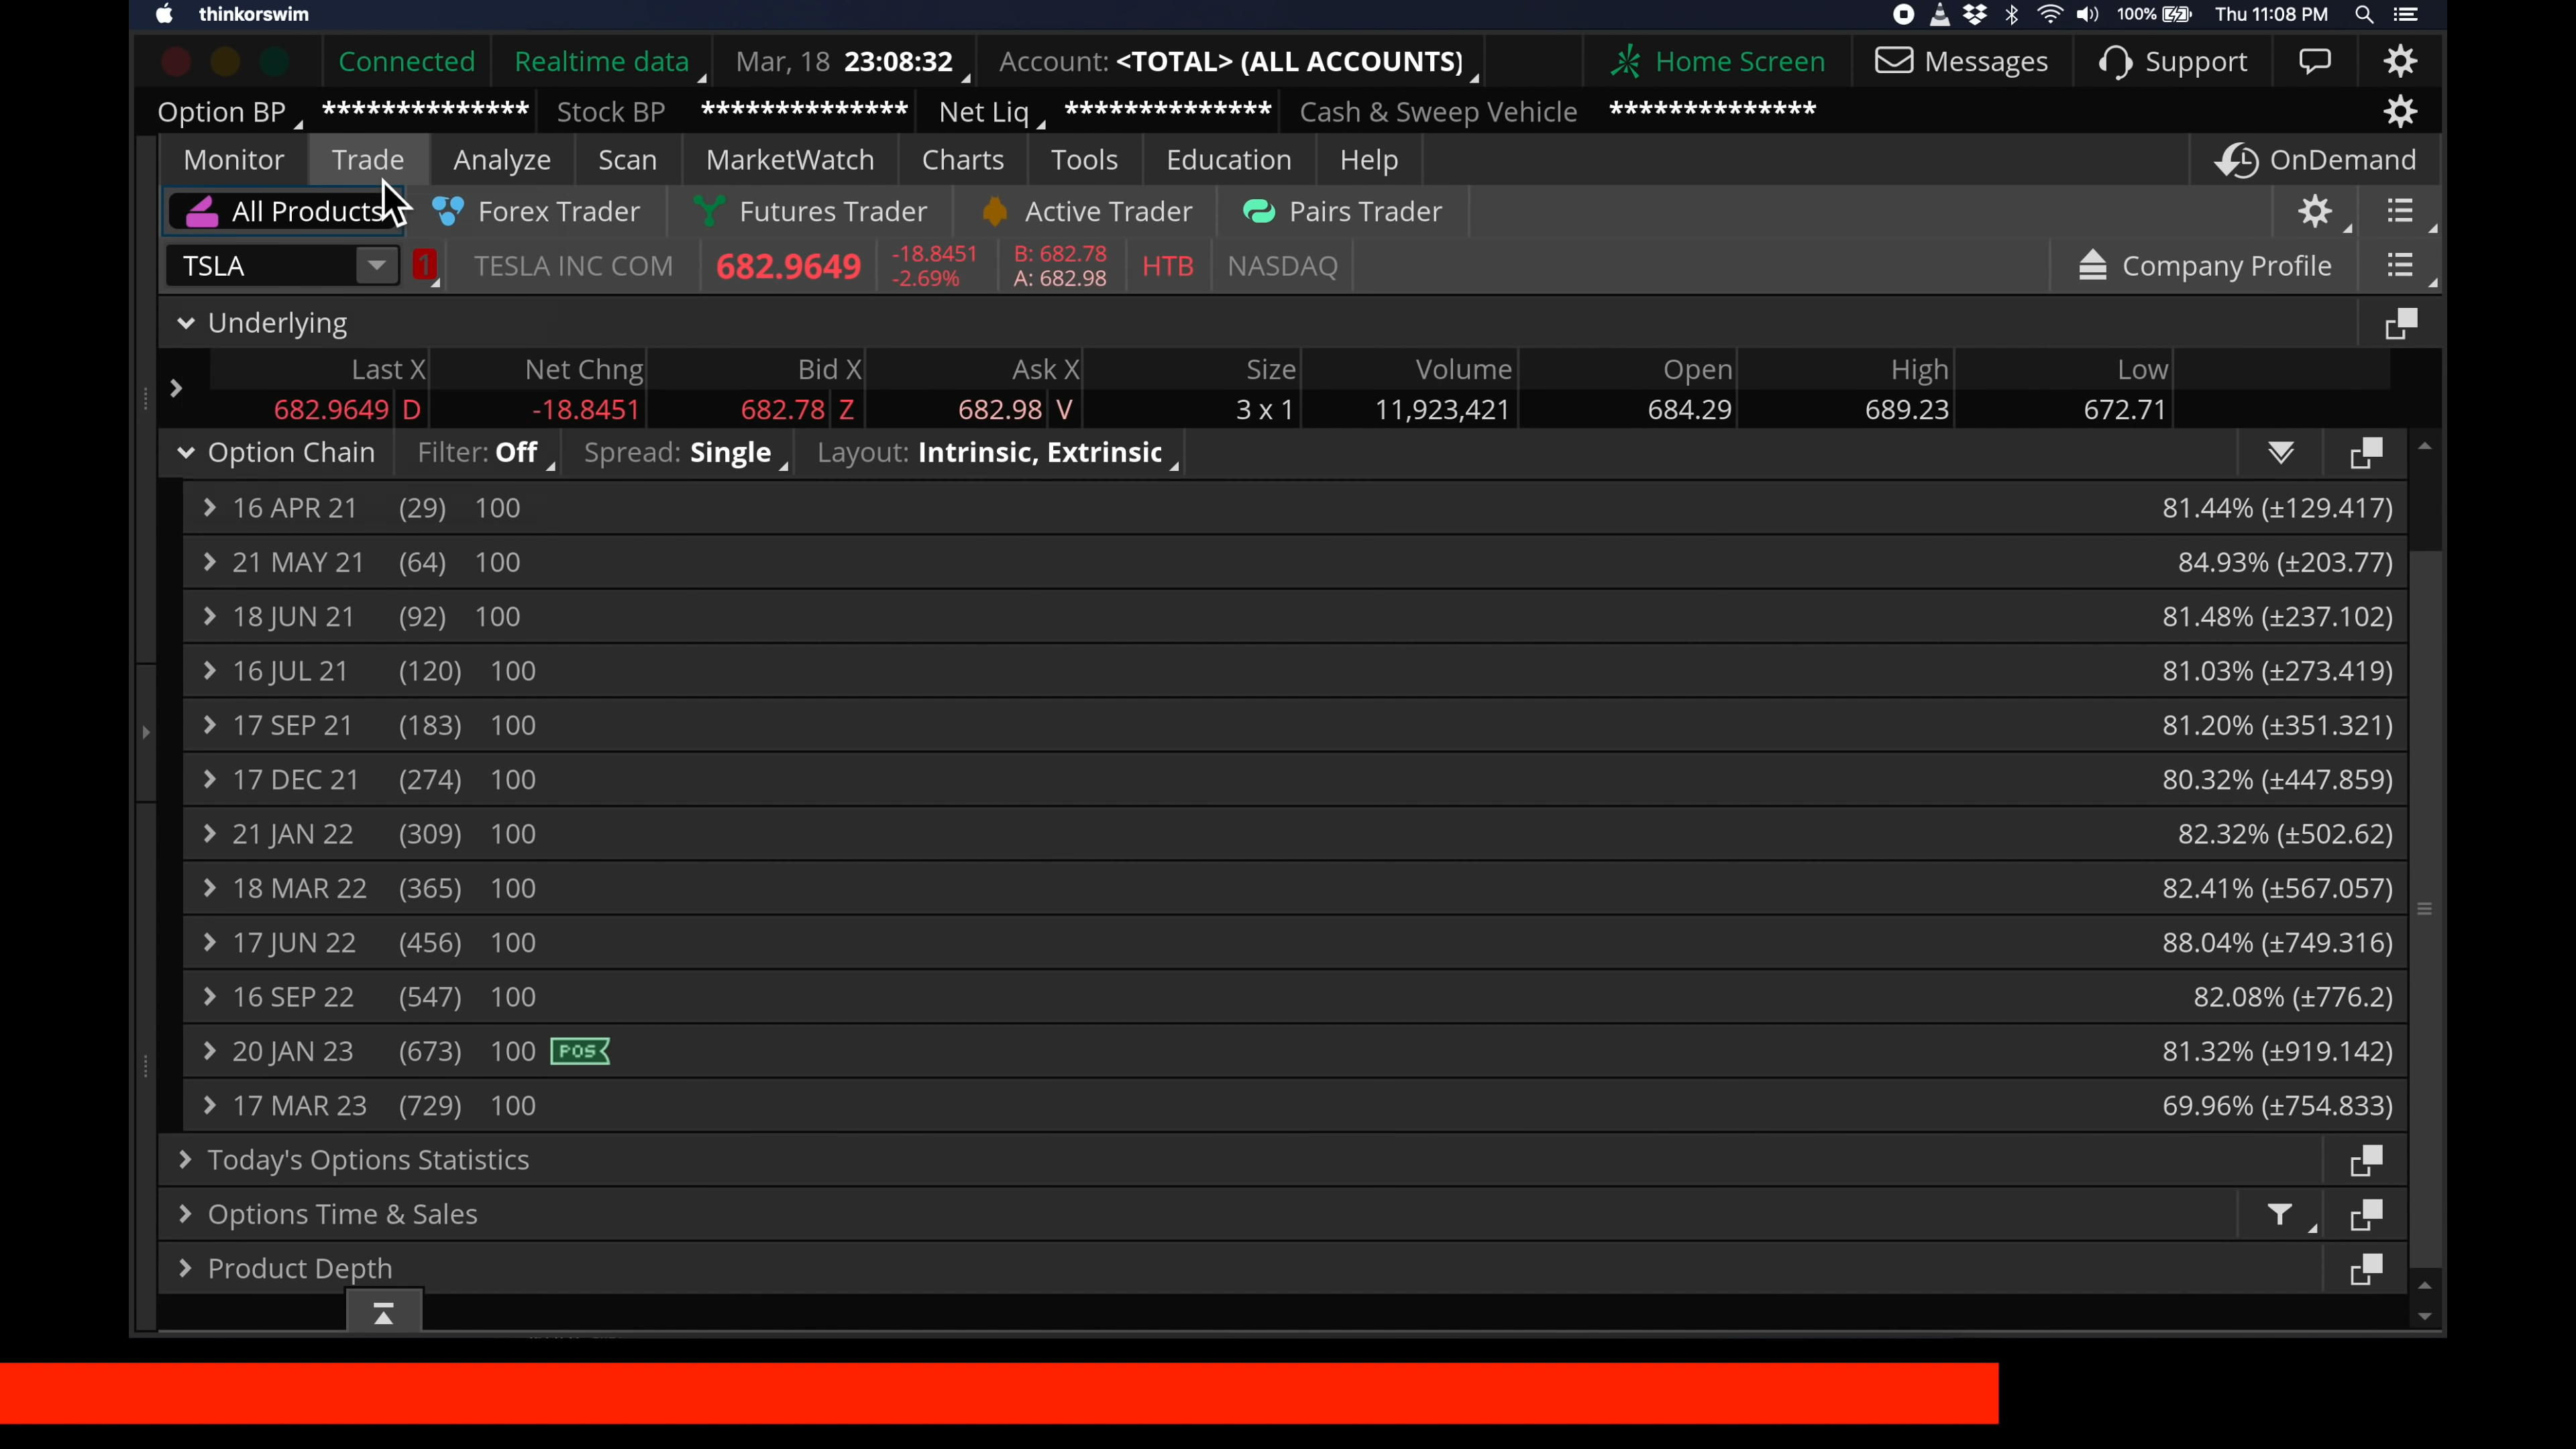 thinkorswim 100% Thu 11:08 PM
Connected Realtime data Mar, 18 23:08:32 Account: <TOTAL> (ALL ACCOUNTS) Home Screen Messages Support
Option BP ************** Stock BP ************** Net Liq ************** Cash & Sweep Vehicle **************
Monitor Trade Analyze Scan MarketWatch Charts Tools Education Help OnDemand
All Products Forex Trader Futures Trader Active Trader Pairs Trader
TSLA 1 TESLA INC COM 682.9649 -18.8451 -2.69% B: 682.78 A: 682.98 HTB NASDAQ Company Profile
Underlying
Last X Net Chng Bid X Ask X Size Volume Open High Low
682.9649 D -18.8451 682.78 Z 682.98 V 3 x 1 11,923,421 684.29 689.23 672.71
Option Chain Filter: Off Spread: Single Layout: Intrinsic, Extrinsic
16 APR 21 (29) 100 81.44% (±129.417)
21 MAY 21 (64) 100 84.93% (±203.77)
18 JUN 21 (92) 100 81.48% (±237.102)
16 JUL 21 (120) 100 81.03% (±273.419)
17 SEP 21 (183) 100 81.20% (±351.321)
17 DEC 21 (274) 100 80.32% (±447.859)
21 JAN 22 (309) 100 82.32% (±502.62)
18 MAR 22 (365) 100 82.41% (±567.057)
17 JUN 22 (456) 100 88.04% (±749.316)
16 SEP 22 (547) 100 82.08% (±776.2)
20 JAN 23 (673) 100 POS 81.32% (±919.142)
17 MAR 23 (729) 100 69.96% (±754.833)
Today's Options Statistics
Options Time & Sales
Product Depth